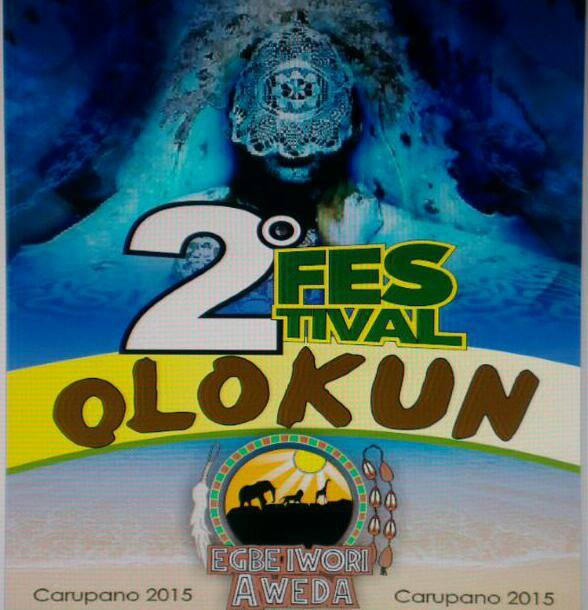 2°
FES
TIVAL
OLOKUN
EGBE IWORI
AWEDA
Carupano 2015
Carupano 2015